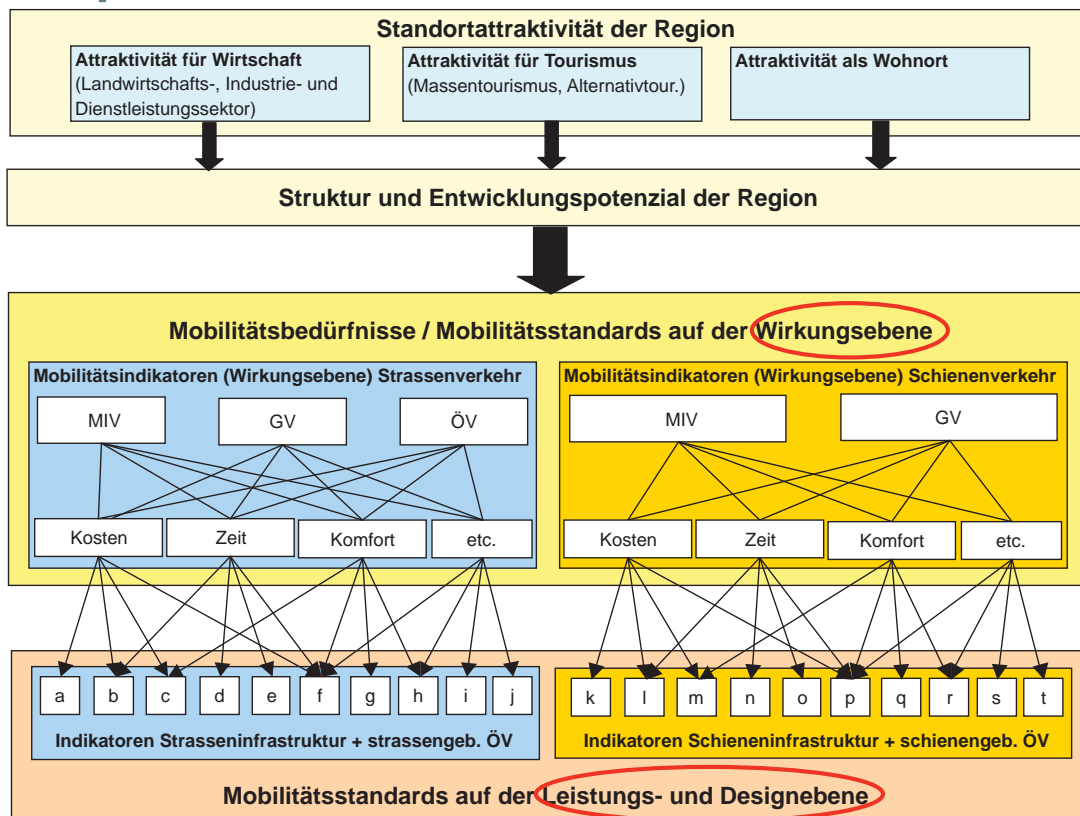 Standortattraktivität der Region
Attraktivität für Wirtschaft
(Landwirtschafts-, Industrie- und
Dienstleistungssektor)
Attraktivität für Tourismus
(Massentourismus, Alternativtour.)
Attraktivität als Wohnort
Struktur und Entwicklungspotenzial der Region
Mobilitätsbedürfnisse / Mobilitätsstandards auf der Wirkungsebene
Mobilitätsindikatoren (Wirkungsebene) Strassenverkehr
MIV GV ÖV
Kosten Zeit Komfort etc.
Mobilitätsindikatoren (Wirkungsebene) Schienenverkehr
MIV GV
Kosten Zeit Komfort etc.
a b c d e f g h i j
Indikatoren Strasseninfrastruktur + strassengeb. ÖV
k l m n o p q r s t
Indikatoren Schieneninfrastruktur + schienengeb. ÖV
Mobilitätsstandards auf der Leistungs- und Designebene